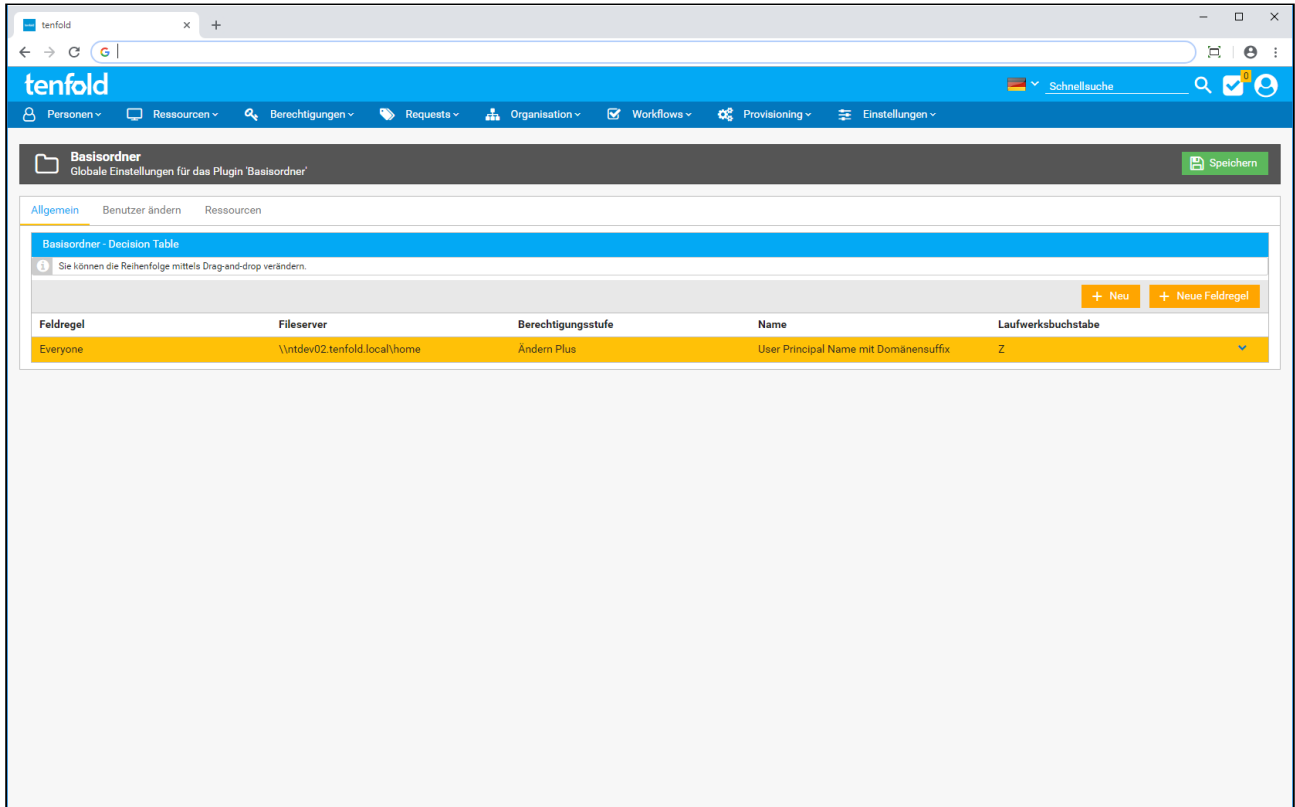 tenfold
tenfold
Schnellsuche
0
Personen Ressourcen Berechtigungen Requests Organisation Workflows Provisioning Einstellungen
Basisordner
Globale Einstellungen für das Plugin 'Basisordner'
Speichern
Allgemein Benutzer ändern Ressourcen
Basisordner - Decision Table
Sie können die Reihenfolge mittels Drag-and-drop verändern.
+ Neu + Neue Feldregel
Feldregel Fileserver Berechtigungsstufe Name Laufwerksbuchstabe
Everyone \\ntdev02.tenfold.local\home Ändern Plus User Principal Name mit Domänensuffix Z